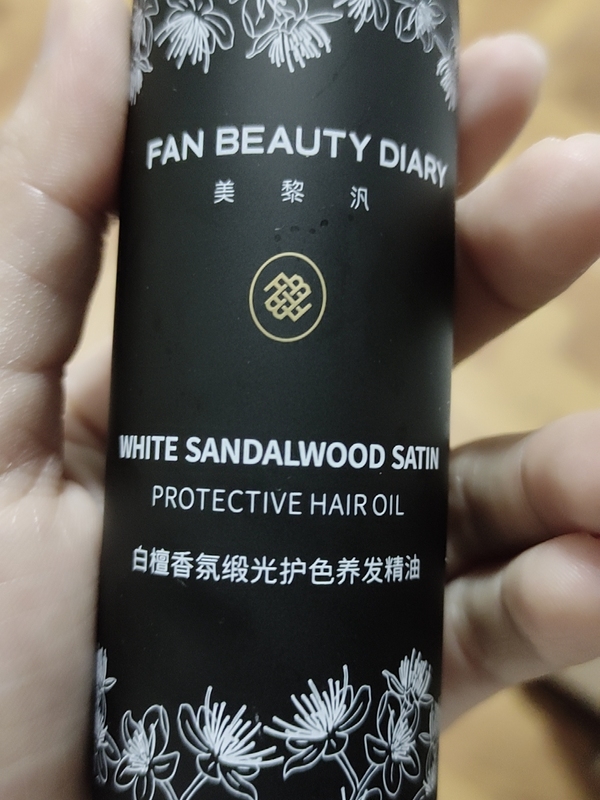 FAN BEAUTY DIARY
美黎汎
WHITE SANDALWOOD SATIN
PROTECTIVE HAIR OIL
白檀香氛缎光护色养发精油